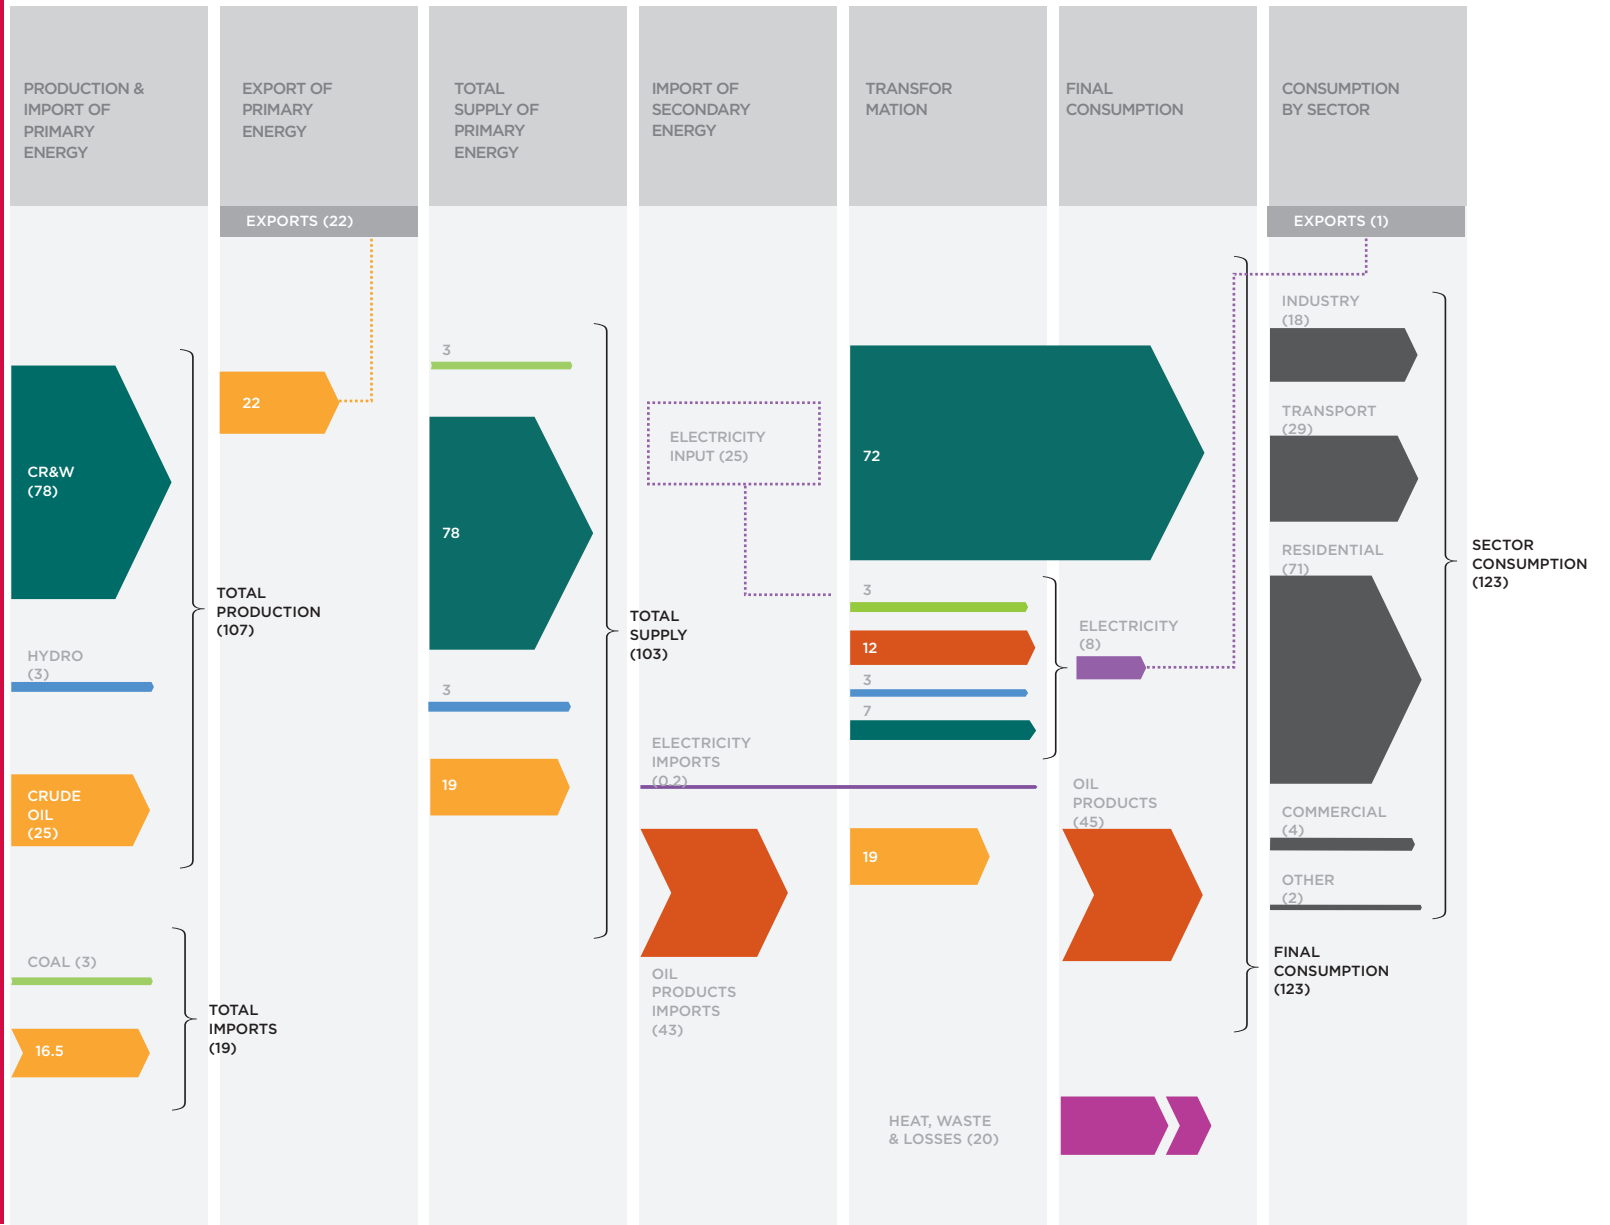 PRODUCTION &
IMPORT OF
PRIMARY
ENERGY
EXPORT OF
PRIMARY
ENERGY
TOTAL
SUPPLY OF
PRIMARY
ENERGY
IMPORT OF
SECONDARY
ENERGY
TRANSFOR
MATION
FINAL
CONSUMPTION
CONSUMPTION
BY SECTOR
EXPORTS (22)
EXPORTS (1)
CR&W
(78)
HYDRO
(3)
CRUDE
OIL
(25)
TOTAL
PRODUCTION
(107)
COAL (3)
16.5
TOTAL
IMPORTS
(19)
22
3
78
3
19
TOTAL
SUPPLY
(103)
ELECTRICITY
INPUT (25)
ELECTRICITY
IMPORTS
(0.2)
OIL
PRODUCTS
IMPORTS
(43)
72
3
12
3
7
19
HEAT, WASTE
& LOSSES (20)
ELECTRICITY
(8)
OIL
PRODUCTS
(45)
FINAL
CONSUMPTION
(123)
INDUSTRY
(18)
TRANSPORT
(29)
RESIDENTIAL
(71)
COMMERCIAL
(4)
OTHER
(2)
SECTOR
CONSUMPTION
(123)